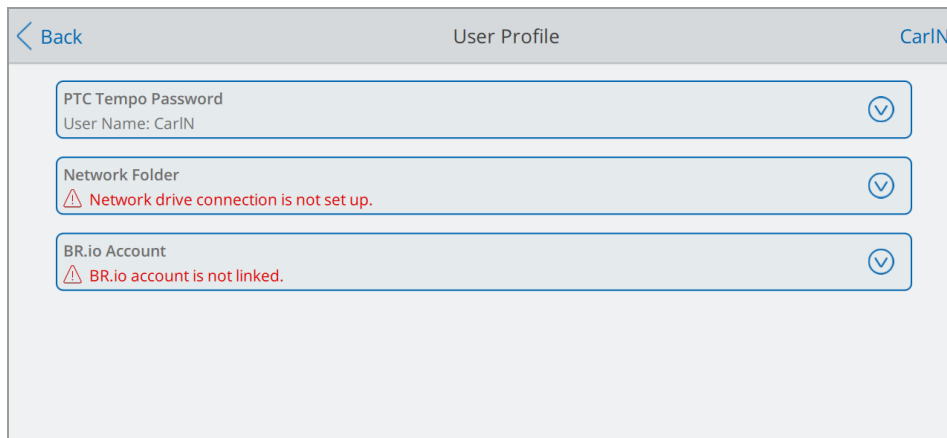 Back
User Profile
CarlN
PTC Tempo Password
User Name: CarlN
Network Folder
Network drive connection is not set up.
BR.io Account
BR.io account is not linked.